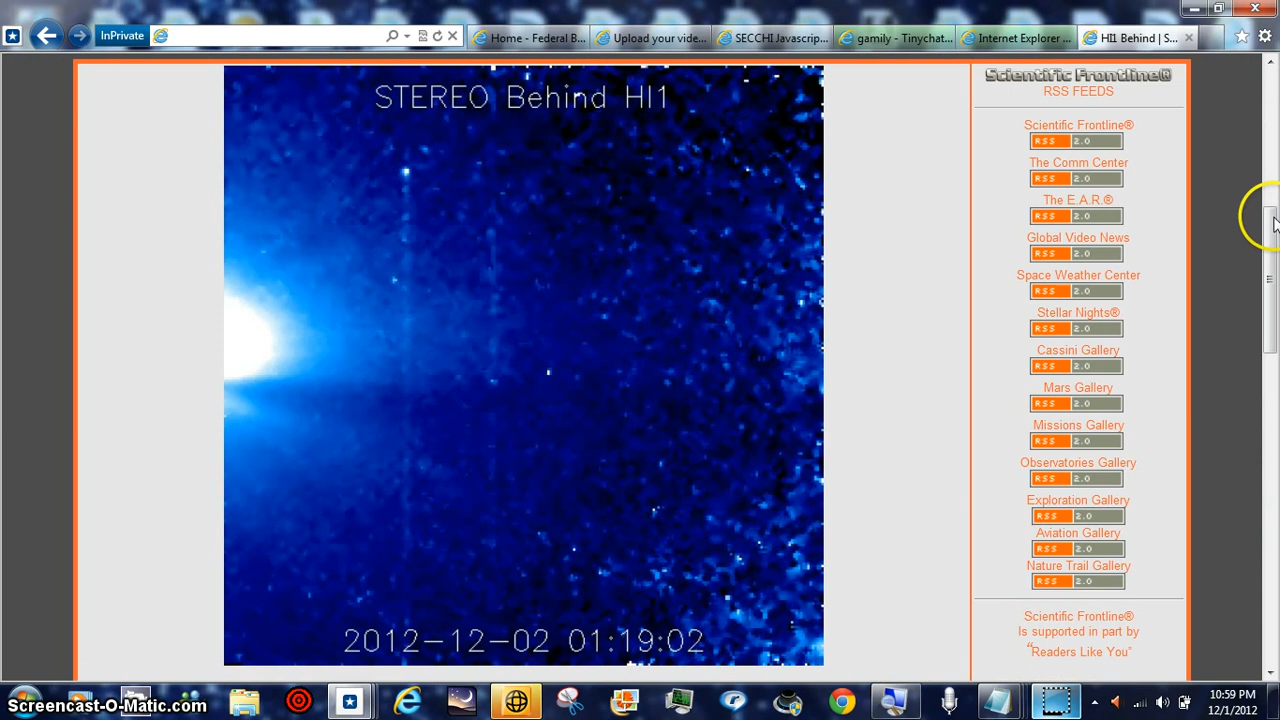 InPrivate
Home - Federal B...
Upload your vide...
SECCHI Javascrip...
gamily - Tinychat...
Internet Explorer ...
HI1 Behind | S...
STEREO Behind HI1
2012-12-02 01:19:02
Scientific Frontline®
RSS FEEDS
Scientific Frontline®
RSS 2.0
The Comm Center
RSS 2.0
The E.A.R.®
RSS 2.0
Global Video News
RSS 2.0
Space Weather Center
RSS 2.0
Stellar Nights®
RSS 2.0
Cassini Gallery
RSS 2.0
Mars Gallery
RSS 2.0
Missions Gallery
RSS 2.0
Observatories Gallery
RSS 2.0
Exploration Gallery
RSS 2.0
Aviation Gallery
RSS 2.0
Nature Trail Gallery
RSS 2.0
Scientific Frontline®
Is supported in part by
“Readers Like You”
Screencast-O-Matic.com
10:59 PM
12/1/2012